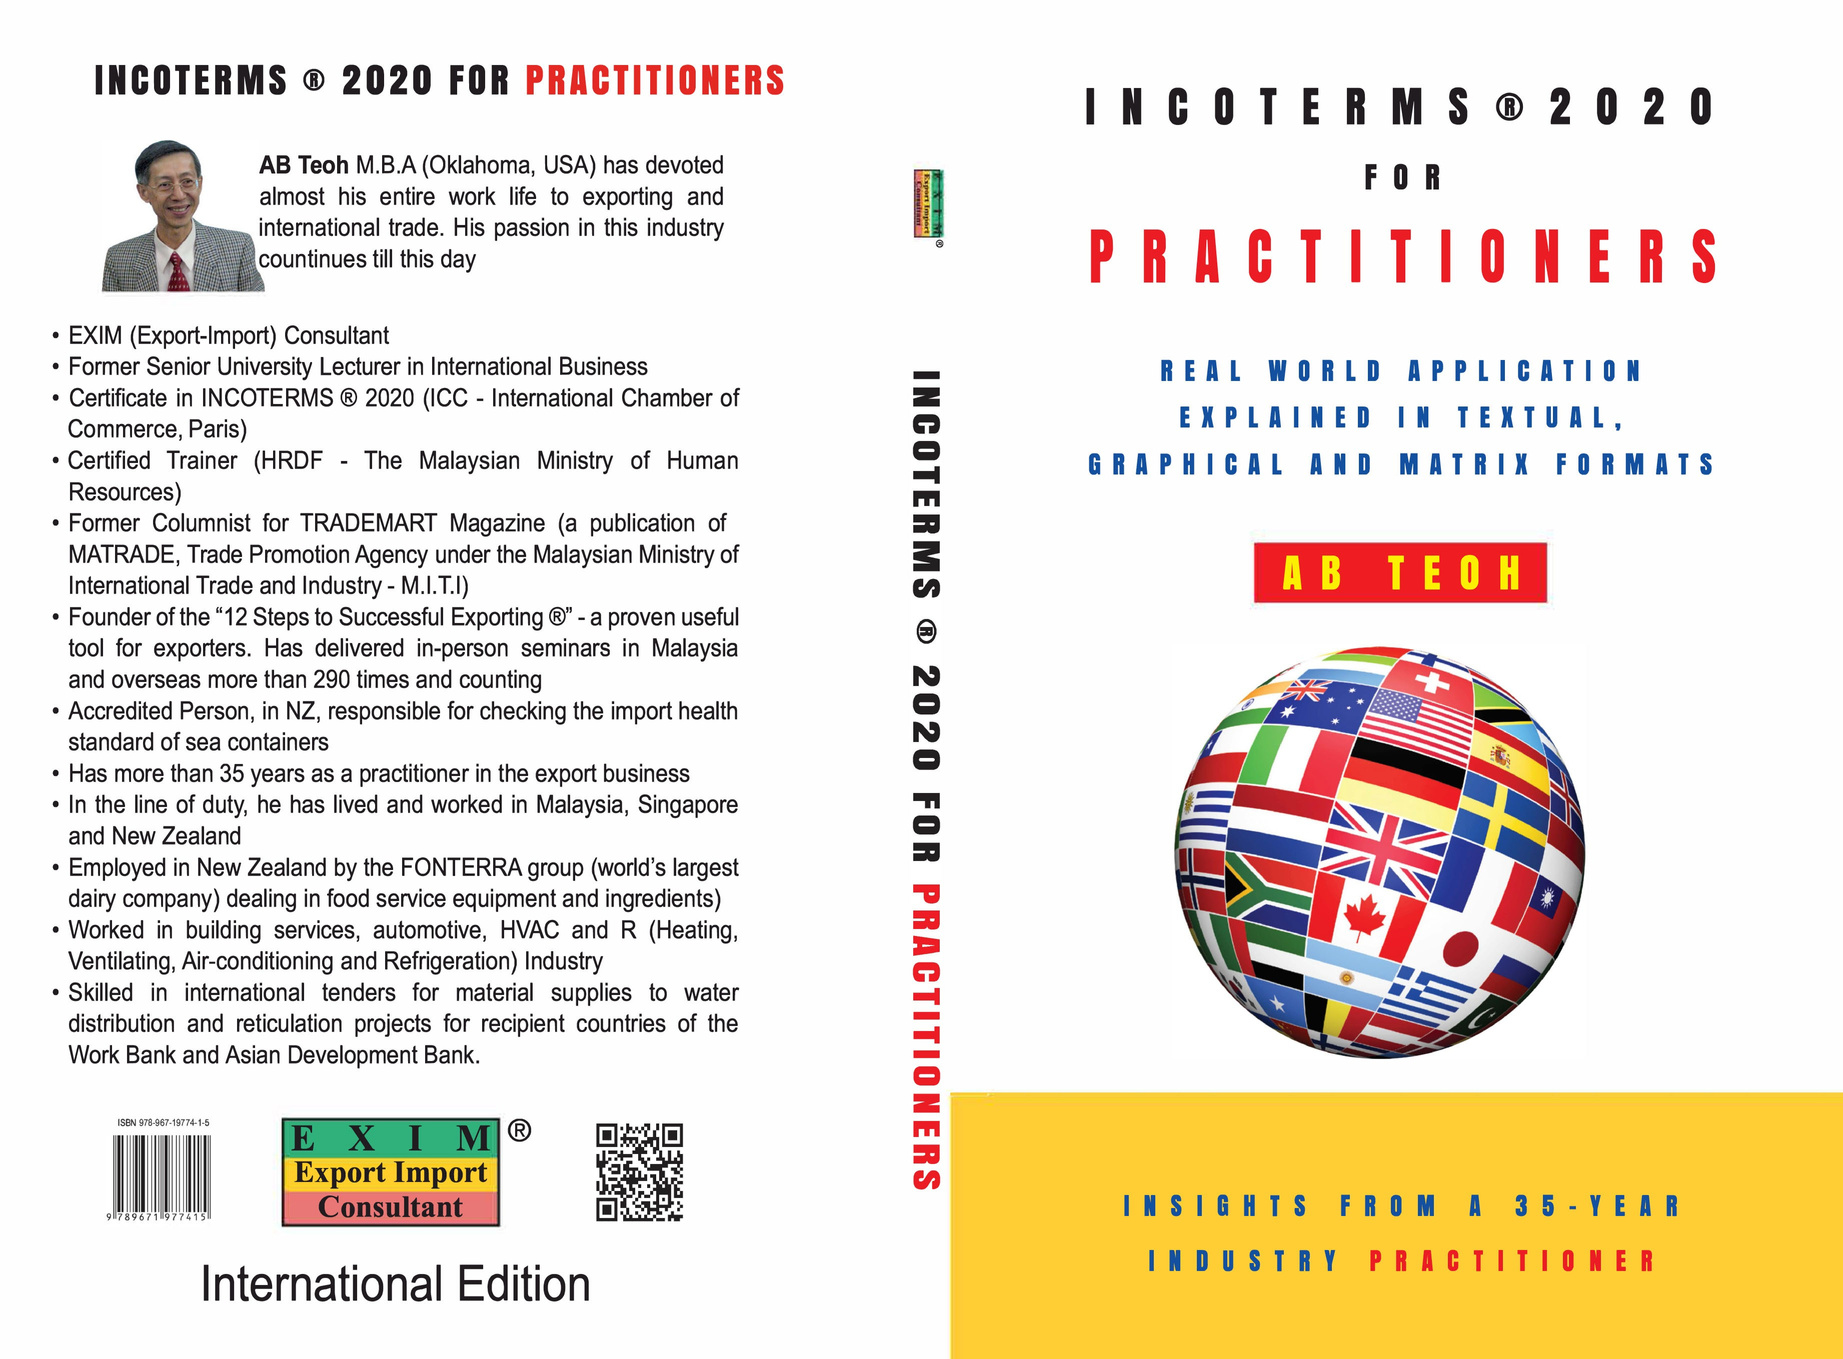 INCOTERMS ® 2020 FOR PRACTITIONERS
AB Teoh M.B.A (Oklahoma, USA) has devoted
almost his entire work life to exporting and
international trade. His passion in this industry
countinues till this day
• EXIM (Export-Import) Consultant
• Former Senior University Lecturer in International Business
• Certificate in INCOTERMS ® 2020 (ICC - International Chamber of
Commerce, Paris)
• Certified Trainer (HRDF - The Malaysian Ministry of Human
Resources)
• Former Columnist for TRADEMART Magazine (a publication of
MATRADE, Trade Promotion Agency under the Malaysian Ministry of
International Trade and Industry - M.I.T.I)
• Founder of the “12 Steps to Successful Exporting ®” - a proven useful
tool for exporters. Has delivered in-person seminars in Malaysia
and overseas more than 290 times and counting
• Accredited Person, in NZ, responsible for checking the import health
standard of sea containers
• Has more than 35 years as a practitioner in the export business
• In the line of duty, he has lived and worked in Malaysia, Singapore
and New Zealand
• Employed in New Zealand by the FONTERRA group (world’s largest
dairy company) dealing in food service equipment and ingredients)
• Worked in building services, automotive, HVAC and R (Heating,
Ventilating, Air-conditioning and Refrigeration) Industry
• Skilled in international tenders for material supplies to water
distribution and reticulation projects for recipient countries of the
Work Bank and Asian Development Bank.
ISBN 978-967-19774-1-5
9 789671 977415
EXIM ®
Export Import
Consultant
International Edition
EXIM
Export Import
Consultant
®
INCOTERMS ® 2020 FOR PRACTITIONERS
INCOTERMS ® 2020
FOR
PRACTITIONERS
REAL WORLD APPLICATION
EXPLAINED IN TEXTUAL,
GRAPHICAL AND MATRIX FORMATS
AB TEOH
INSIGHTS FROM A 35-YEAR
INDUSTRY PRACTITIONER